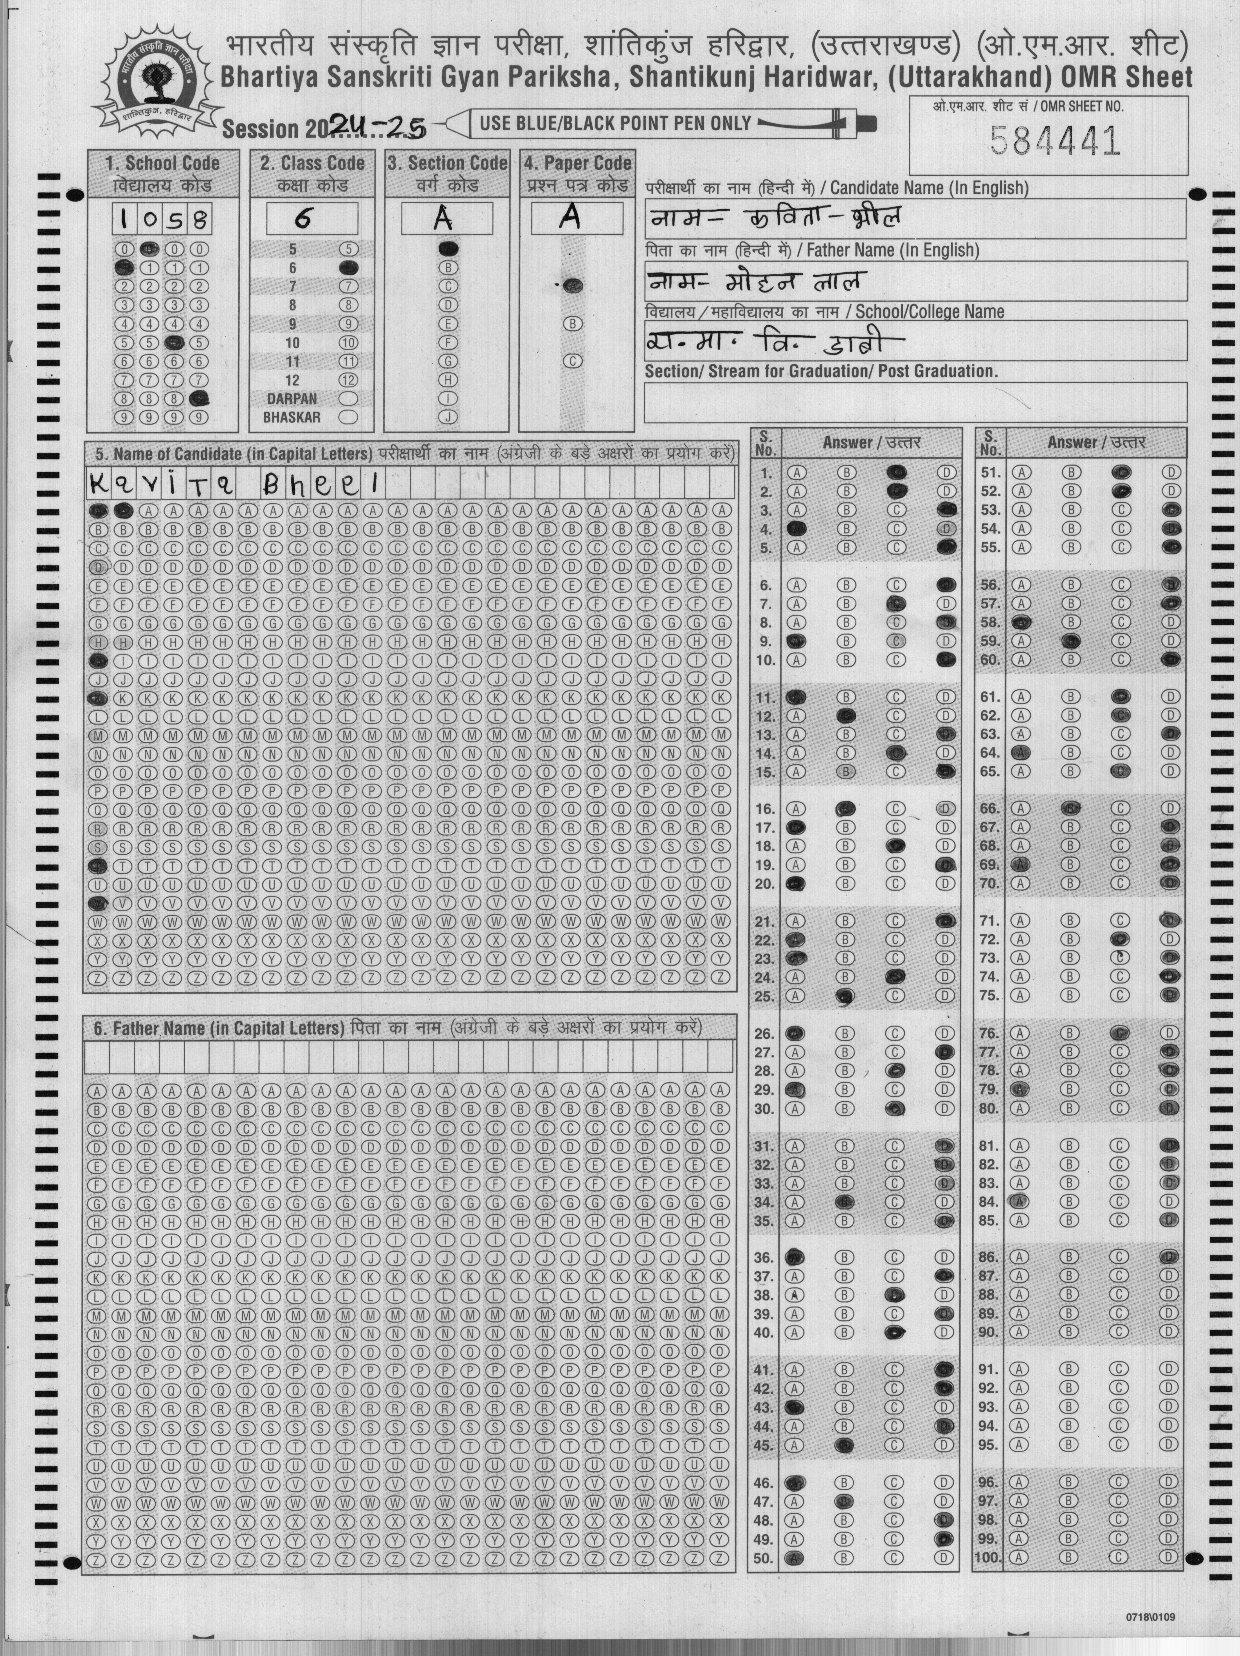 भारतीय संस्कृति ज्ञान परीक्षा, शांतिकुंज हरिद्वार, (उत्तराखण्ड) (ओ.एम.आर. शीट)
Bhartiya Sanskriti Gyan Pariksha, Shantikunj Haridwar, (Uttarakhand) OMR Sheet
Session 2024-25
USE BLUE/BLACK POINT PEN ONLY
ओ.एम.आर. शीट सं / OMR SHEET NO.
584441
1. School Code
विद्यालय कोड
1058
2. Class Code
कक्षा कोड
6
5
6
7
8
9
10
11
12
DARPAN
BHASKAR
3. Section Code
वर्ग कोड
A
4. Paper Code
प्रश्न पत्र कोड
A
परीक्षार्थी का नाम (हिन्दी में) / Candidate Name (In English)
नाम- कविता-भील
पिता का नाम (हिन्दी में) / Father Name (In English)
नाम- मोहन लाल
विद्यालय/महाविद्यालय का नाम / School/College Name
रा. मा. वि. डाबी
Section/ Stream for Graduation/ Post Graduation.
5. Name of Candidate (in Capital Letters) परीक्षार्थी का नाम (अंग्रेजी के बड़े अक्षरों का प्रयोग करें)
KaviTa Bheel
6. Father Name (in Capital Letters) पिता का नाम (अंग्रेजी के बड़े अक्षरों का प्रयोग करें)
S. No. Answer / उत्तर
S. No. Answer / उत्तर
0718\0109